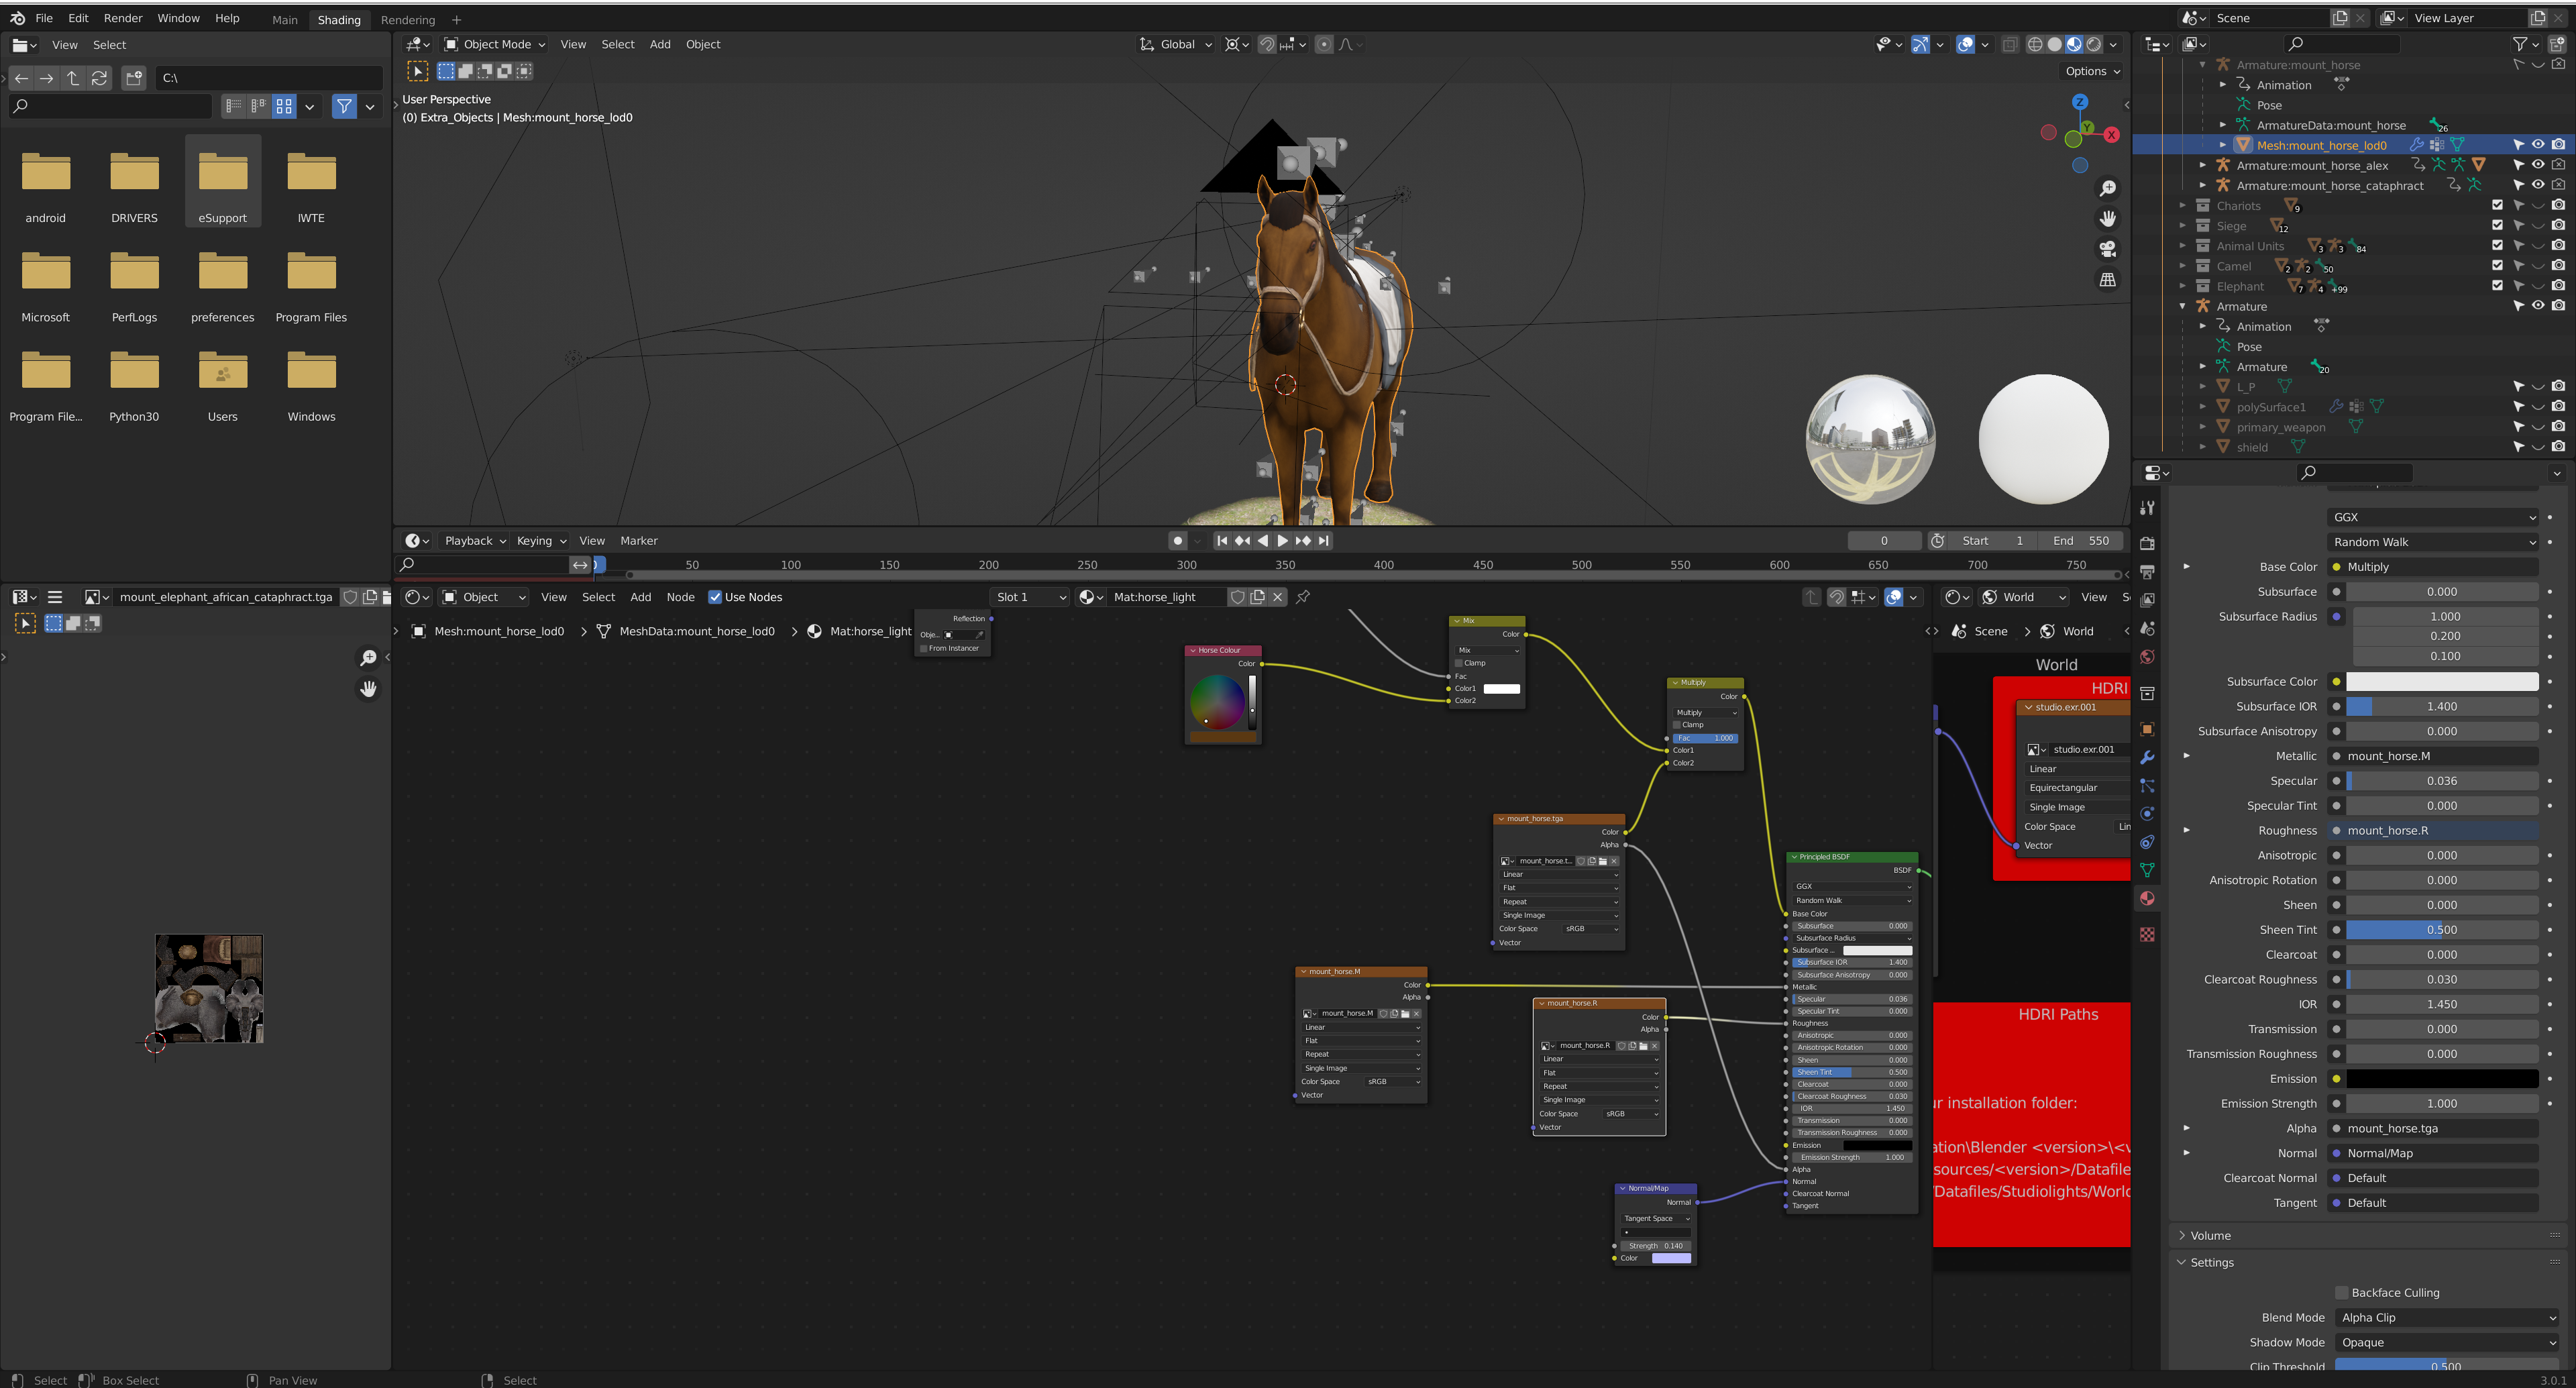 File Edit Render Window Help Main Shading Rendering +
Scene View Layer
View Select
C:\
android DRIVERS eSupport IWTE
Microsoft PerfLogs preferences Program Files
Program File... Python30 Users Windows
Object Mode View Select Add Object Global
Options
User Perspective
(0) Extra_Objects | Mesh:mount_horse_lod0
Z
Y
X
Armature:mount_horse
Animation
Pose
ArmatureData:mount_horse 26
Mesh:mount_horse_lod0
Armature:mount_horse_alex
Armature:mount_horse_cataphract
Chariots 9
Siege 12
Animal Units 3 3 84
Camel 2 2 50
Elephant 7 4 +99
Armature
Animation
Pose
Armature 20
L_P
polySurface1
primary_weapon
shield
Playback Keying View Marker 0 Start 1 End 550
0 50 100 150 200 250 300 350 400 450 500 550 600 650 700 750
mount_elephant_african_cataphract.tga
Object View Select Add Node Use Nodes Slot 1 Mat:horse_light
World View
Mesh:mount_horse_lod0 > MeshData:mount_horse_lod0 > Mat:horse_light
Scene > World
Reflection
Obje..
From Instancer
Horse Colour
Color
Mix
Color
Mix
Clamp
Fac
Color1
Color2
Multiply
Color
Multiply
Clamp
Fac 1.000
Color1
Color2
mount_horse.tga
Color
Alpha
mount_horse.t...
Linear
Flat
Repeat
Single Image
Color Space sRGB
Vector
mount_horse.M
Color
Alpha
mount_horse.M
Linear
Flat
Repeat
Single Image
Color Space sRGB
Vector
mount_horse.R
Color
Alpha
mount_horse.R
Linear
Flat
Repeat
Single Image
Color Space sRGB
Vector
Normal/Map
Normal
Tangent Space
Strength 0.140
Color
Principled BSDF
BSDF
GGX
Random Walk
Base Color
Subsurface 0.000
Subsurface Radius
Subsurface ..
Subsurface IOR 1.400
Subsurface Anisotropy 0.000
Metallic
Specular 0.036
Specular Tint 0.000
Roughness
Anisotropic 0.000
Anisotropic Rotation 0.000
Sheen 0.000
Sheen Tint 0.500
Clearcoat 0.000
Clearcoat Roughness 0.030
IOR 1.450
Transmission 0.000
Transmission Roughness 0.000
Emission
Emission Strength 1.000
Alpha
Normal
Clearcoat Normal
Tangent
World
HDRI
studio.exr.001
studio.exr.001
Linear
Equirectangular
Single Image
Color Space Lin
Vector
HDRI Paths
ur installation folder:
ation\Blender <version>\<v
sources/<version>/Datafile
/Datafiles/Studiolights/World
GGX
Random Walk
Base Color Multiply
Subsurface 0.000
Subsurface Radius 1.000
0.200
0.100
Subsurface Color
Subsurface IOR 1.400
Subsurface Anisotropy 0.000
Metallic mount_horse.M
Specular 0.036
Specular Tint 0.000
Roughness mount_horse.R
Anisotropic 0.000
Anisotropic Rotation 0.000
Sheen 0.000
Sheen Tint 0.500
Clearcoat 0.000
Clearcoat Roughness 0.030
IOR 1.450
Transmission 0.000
Transmission Roughness 0.000
Emission
Emission Strength 1.000
Alpha mount_horse.tga
Normal Normal/Map
Clearcoat Normal Default
Tangent Default
Volume
Settings
Backface Culling
Blend Mode Alpha Clip
Shadow Mode Opaque
Clip Threshold 0.500
Select Box Select Pan View Select 3.0.1